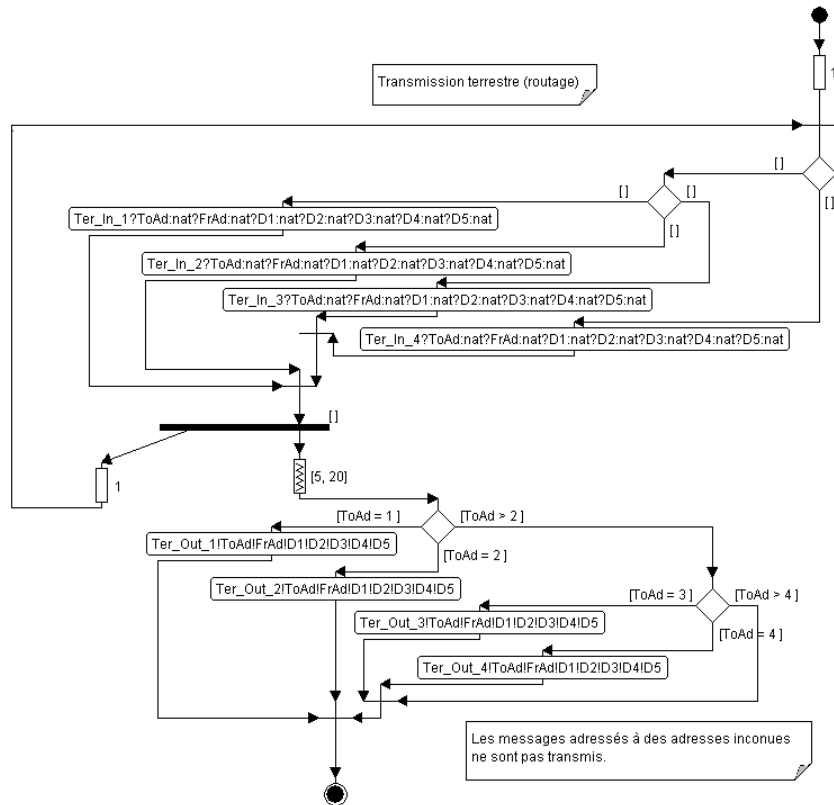 Transmission terrestre (routage)
1
[ ]
[ ]
[ ]
[ ]
[ ]
Ter_In_1?ToAd:nat?FrAd:nat?D1:nat?D2:nat?D3:nat?D4:nat?D5:nat
Ter_In_2?ToAd:nat?FrAd:nat?D1:nat?D2:nat?D3:nat?D4:nat?D5:nat
Ter_In_3?ToAd:nat?FrAd:nat?D1:nat?D2:nat?D3:nat?D4:nat?D5:nat
Ter_In_4?ToAd:nat?FrAd:nat?D1:nat?D2:nat?D3:nat?D4:nat?D5:nat
[ ]
1
[5, 20]
[ToAd = 1 ]
[ToAd > 2 ]
Ter_Out_1!ToAd!FrAd!D1!D2!D3!D4!D5
[ToAd = 2 ]
Ter_Out_2!ToAd!FrAd!D1!D2!D3!D4!D5
[ToAd = 3 ]
[ToAd > 4 ]
Ter_Out_3!ToAd!FrAd!D1!D2!D3!D4!D5
[ToAd = 4 ]
Ter_Out_4!ToAd!FrAd!D1!D2!D3!D4!D5
Les messages adressés à des adresses inconues
ne sont pas transmis.